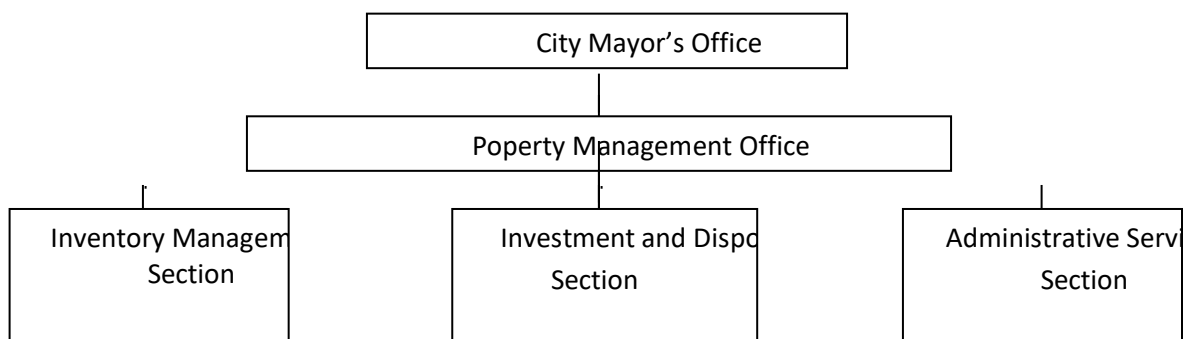 City Mayor’s Office
Poperty Management Office
Inventory Managem
Section
Investment and Dispo
Section
Administrative Servi
Section